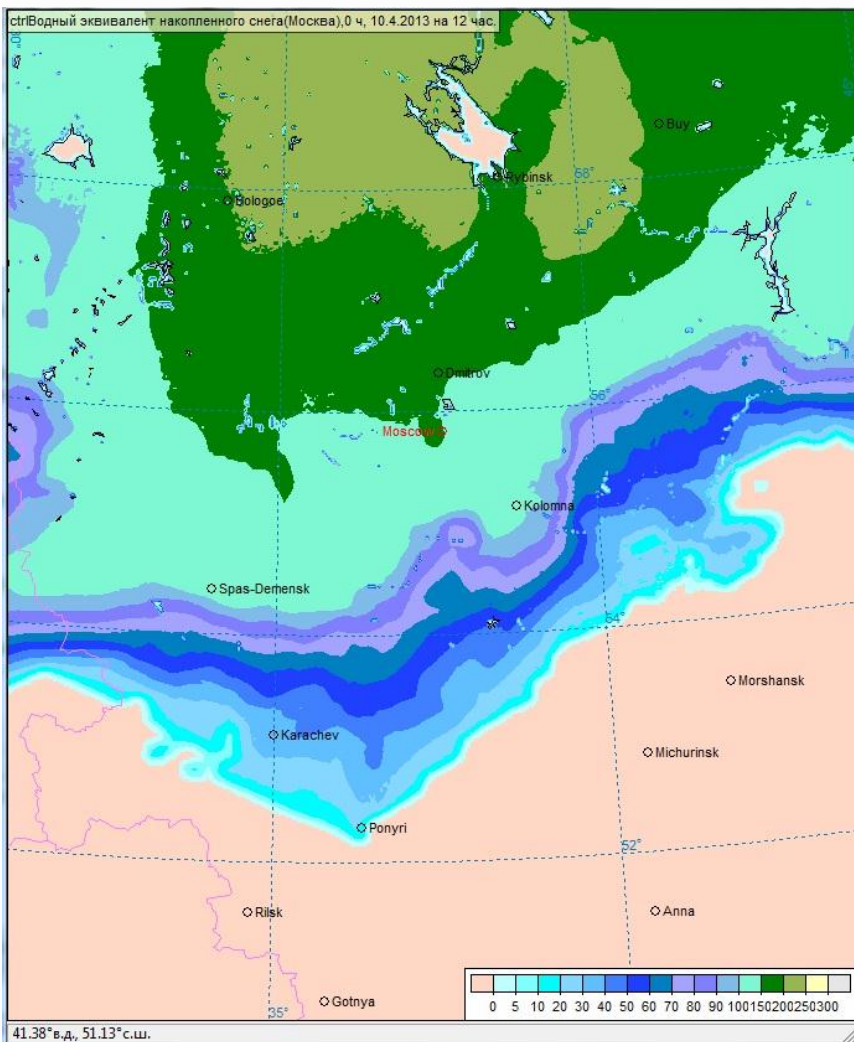 ctrlВодный эквивалент накопленного снега(Москва),0 ч, 10.4.2013 на 12 час.
Buy
58°
Rybinsk
Bologoe
Dmitrov
56°
Moscow
Kolomna
Spas-Demensk
54°
Morshansk
Karachev
Michurinsk
Ponyri
52°
Rilsk
Anna
35°
Gotnya
0 5 10 20 30 40 50 60 70 80 90 100150200250300
41.38°в.д., 51.13°с.ш.